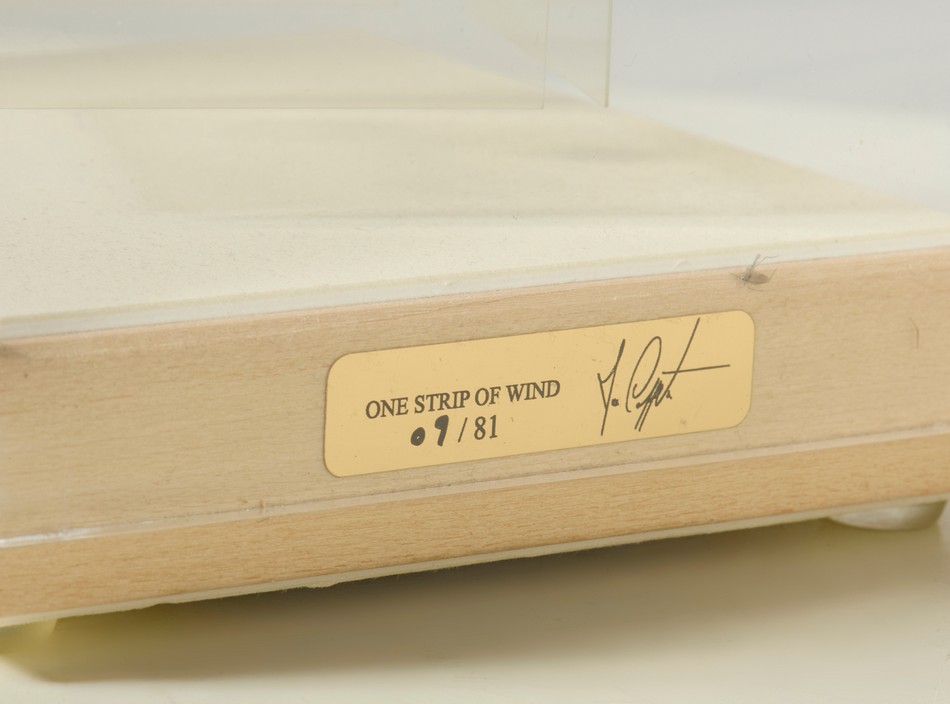 ONE STRIP OF WIND
09/81